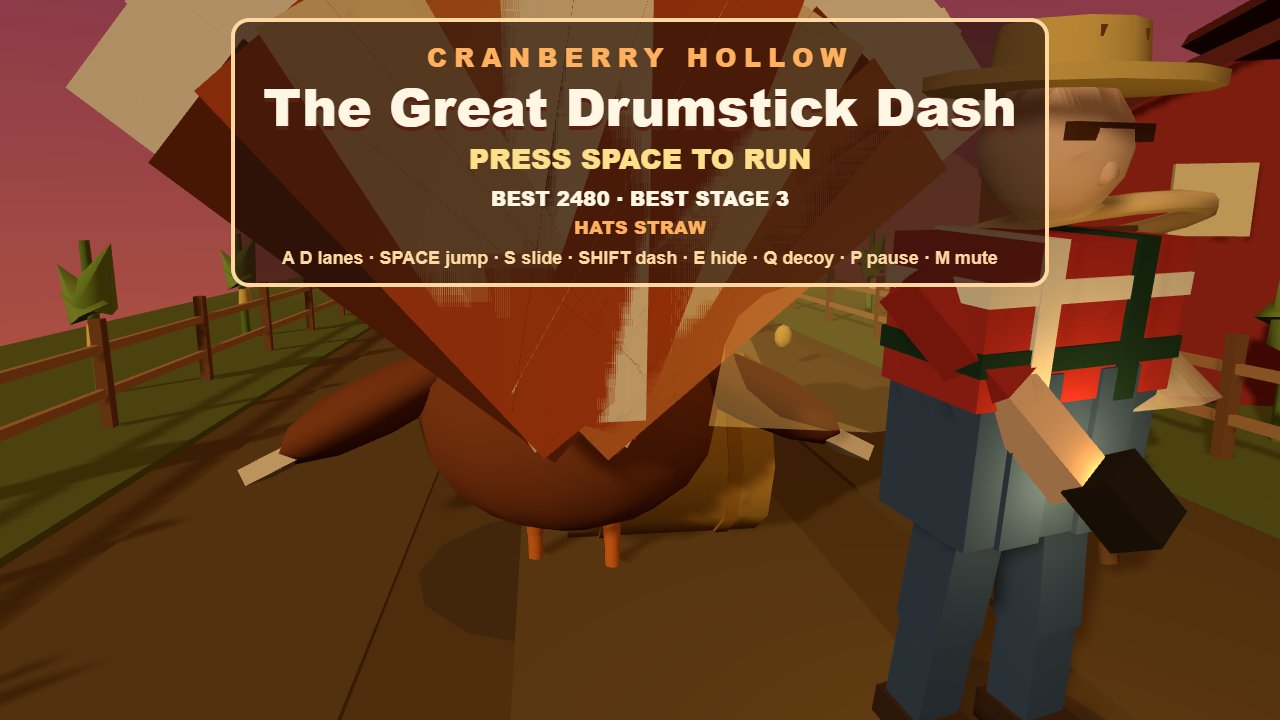 CRANBERRY HOLLOW
The Great Drumstick Dash
PRESS SPACE TO RUN
BEST 2480 · BEST STAGE 3
HATS STRAW
A D lanes · SPACE jump · S slide · SHIFT dash · E hide · Q decoy · P pause · M mute